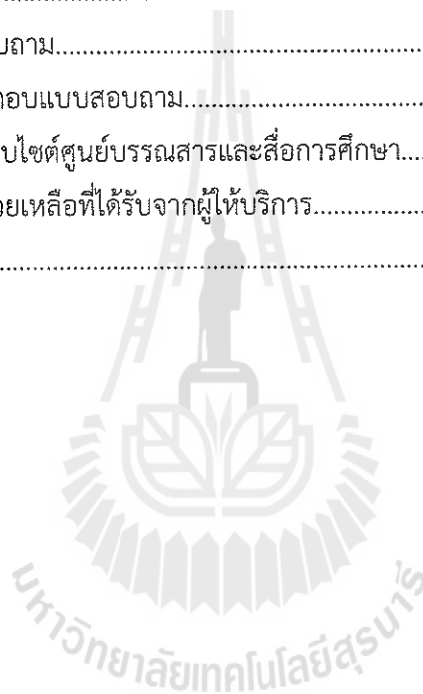 บถาม
ตอบแบบสอบถาม
บไซต์ศูนย์บรรณสารและสื่อการศึกษา
วยเหลือที่ได้รับจากผู้ให้บริการ
มหาวิทยาลัยเทคโนโลยีสุรนารี